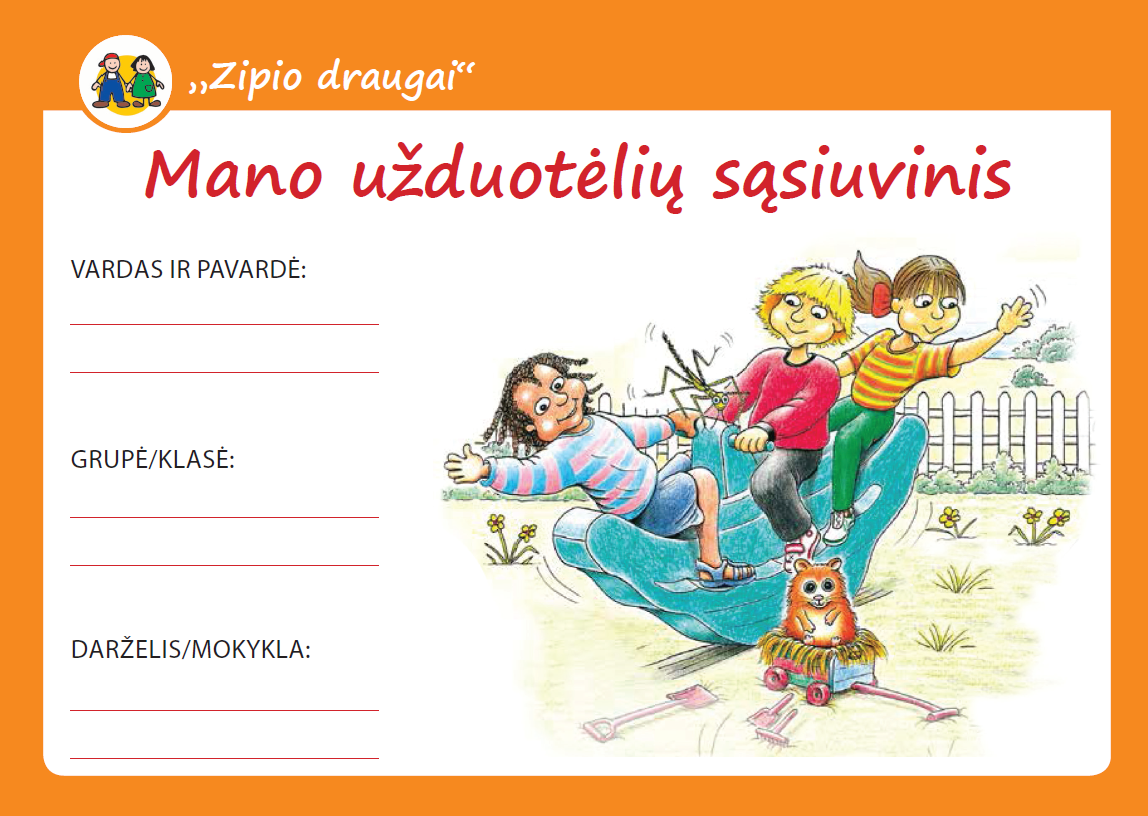 „Zipio draugai“
Mano užduotėlių sąsiuvinis
VARDAS IR PAVARDĖ:
GRUPĖ/KLASĖ:
DARŽELIS/MOKYKLA: